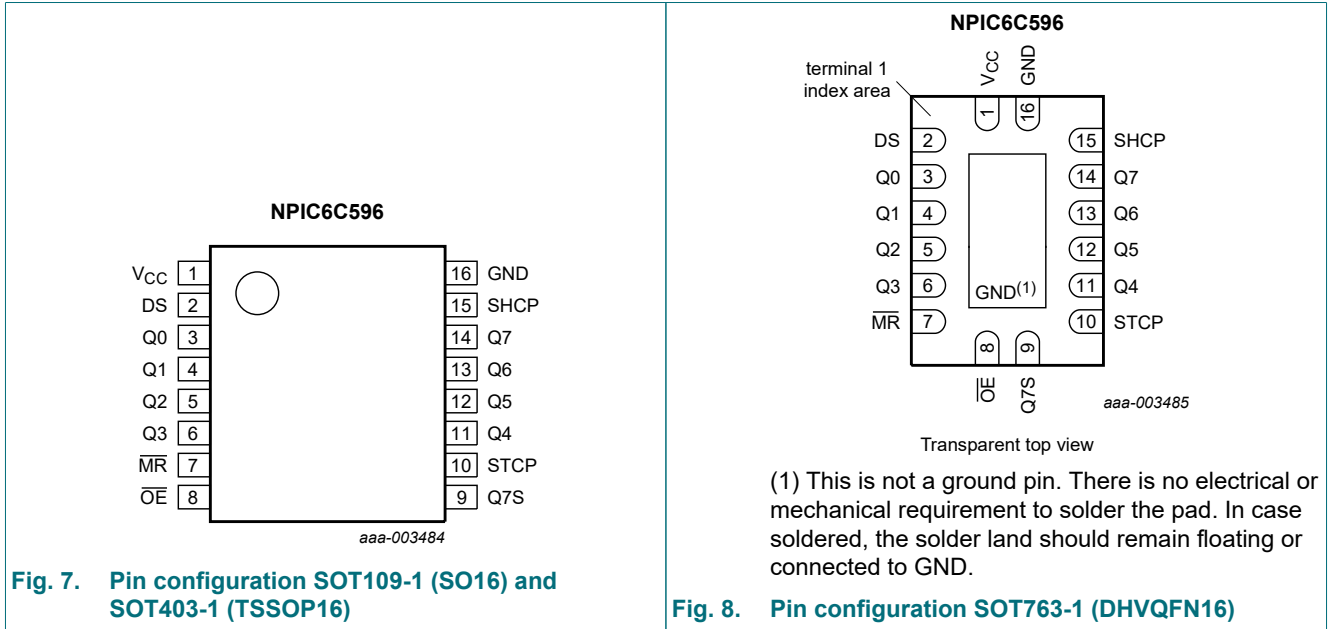 NPIC6C596
VCC 1
DS 2
Q0 3
Q1 4
Q2 5
Q3 6
MR 7
OE 8
16 GND
15 SHCP
14 Q7
13 Q6
12 Q5
11 Q4
10 STCP
9 Q7S
aaa-003484
Fig. 7. Pin configuration SOT109-1 (SO16) and
SOT403-1 (TSSOP16)
NPIC6C596
terminal 1
index area
VCC
GND
1
16
DS 2
Q0 3
Q1 4
Q2 5
Q3 6
MR 7
15 SHCP
14 Q7
13 Q6
12 Q5
11 Q4
10 STCP
GND(1)
8
9
OE
Q7S
aaa-003485
Transparent top view
(1) This is not a ground pin. There is no electrical or
mechanical requirement to solder the pad. In case
soldered, the solder land should remain floating or
connected to GND.
Fig. 8. Pin configuration SOT763-1 (DHVQFN16)